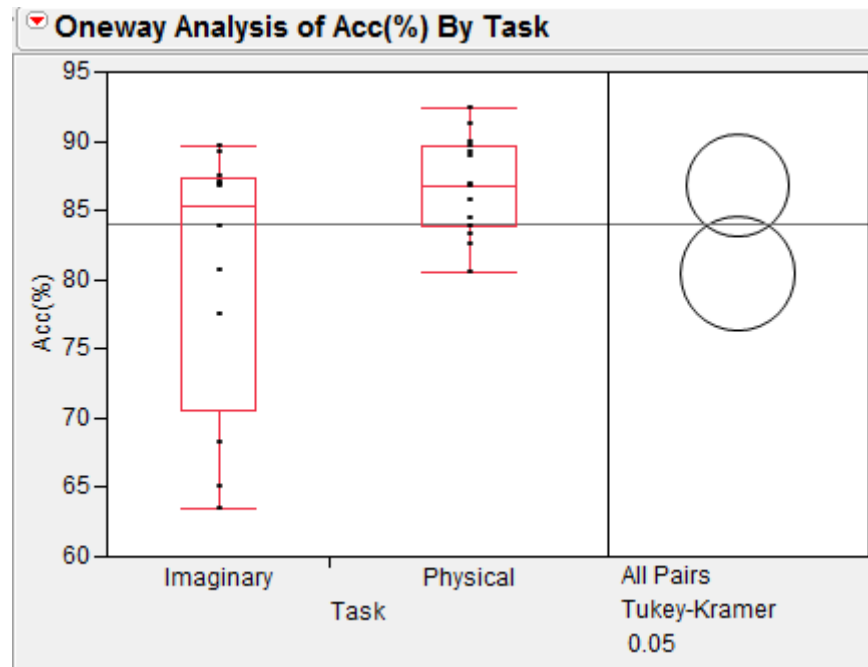 Oneway Analysis of Acc(%) By Task
95
90
85
80
75
70
65
60
Acc(%)
Imaginary
Physical
Task
All Pairs
Tukey-Kramer
0.05